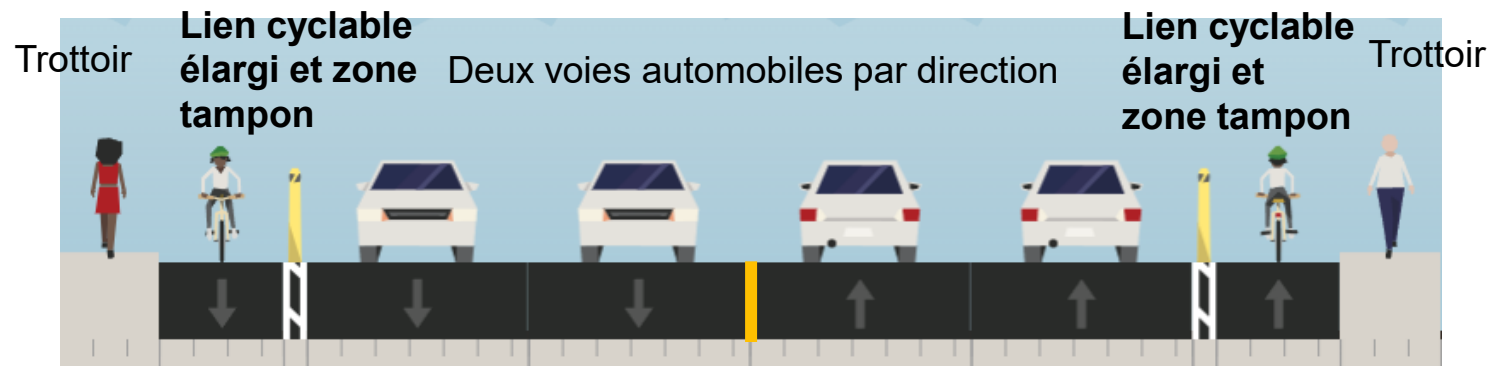 Trottoir
Lien cyclable
élargi et zone
tampon
Deux voies automobiles par direction
Lien cyclable
élargi et
zone tampon
Trottoir